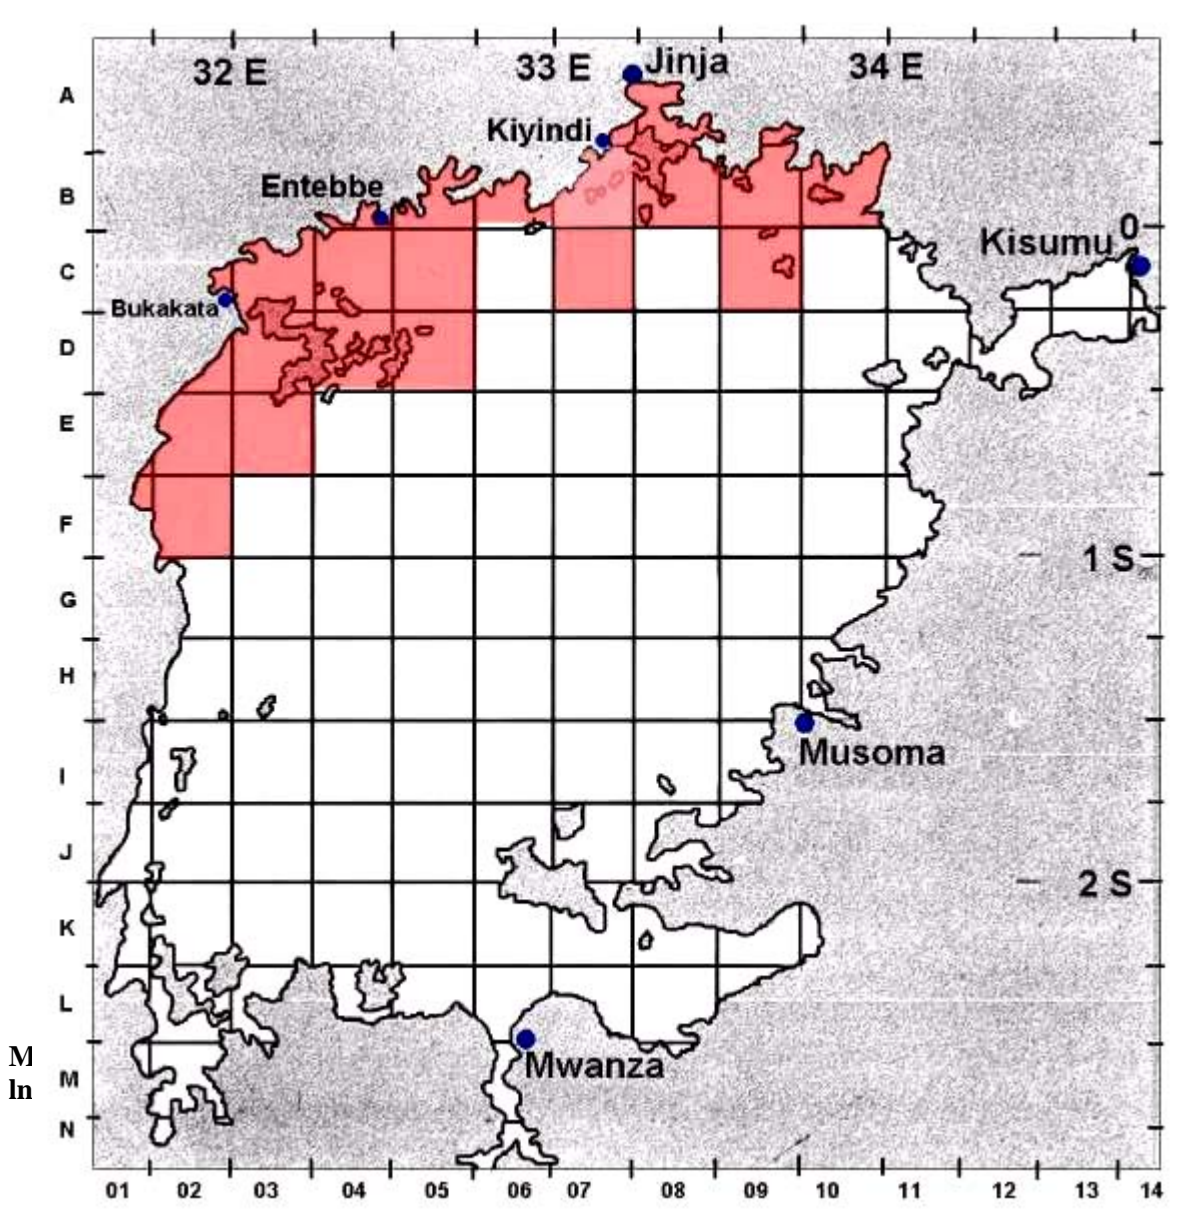 32 E 33 E 34 E
Jinja
A
Kiyindi
Entebbe
B
0
Kisumu
C
Bukakata
D
E
F
1 S
G
H
Musoma
I
J
2 S
K
L
M
ln
Mwanza
M
N
01 02 03 04 05 06 07 08 09 10 11 12 13 14